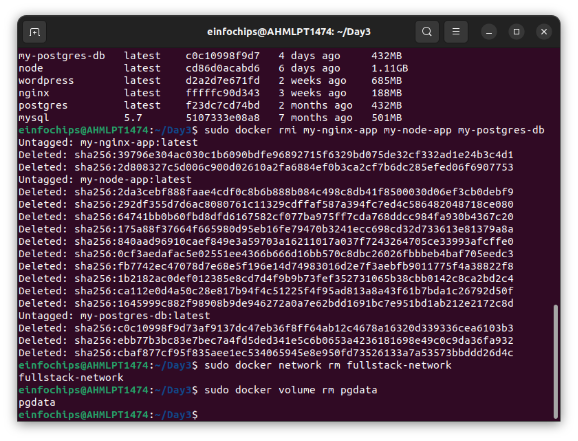 einfochips@AHMLPT1474: ~/Day3
my-postgres-db latest c0c10998f9d7 4 days ago 432MB
node latest cd86d0acabd6 6 days ago 1.11GB
wordpress latest d2a2d7e671fd 2 weeks ago 685MB
nginx latest fffffc90d343 3 weeks ago 188MB
postgres latest f23dc7cd74bd 2 months ago 432MB
mysql 5.7 5107333e08a8 7 months ago 501MB
einfochips@AHMLPT1474:~/Day3$ sudo docker rmi my-nginx-app my-node-app my-postgres-db
Untagged: my-nginx-app:latest
Deleted: sha256:39796e304ac030c1b6090bdfe96892715f6329bd075de32cf332ad1e24b3c4d1
Deleted: sha256:2d808327c5d006c900d02610a2fa6884ef0b3ca2cf7b6dc285efed06f6907753
Untagged: my-node-app:latest
Deleted: sha256:2da3cebf888faae4cdf0c8b6b888b084c498c8db41f8500030d06ef3cb0debf9
Deleted: sha256:292df355d7d6ac8080761c11329cdffaf587a394fc7ed4c586482048718ce080
Deleted: sha256:64741bb0b60fbd8dfd6167582cf077ba975ff7cda768ddcc984fa930b4367c20
Deleted: sha256:175a88f37664f665980d95eb16fe79470b3241ecc698cd32d733613e81379a8a
Deleted: sha256:840aad96910caef849e3a59703a16211017a037f7243264705ce33993afcffe0
Deleted: sha256:0cf3aedafac5e02551ee4366b666d16bb570c8dbc26026fbbbeb4baf705eedc3
Deleted: sha256:fb7742ec47078d7e68e5f196e14d74983016d2e7f3aebfb9011775f4a38822f8
Deleted: sha256:1b2182ac0def012385e8cd7d4f9b9b73fef352731065b38cbb0142c8ca2bd2c4
Deleted: sha256:ca112e0d4a50c28e817b94f4c51225f4f95ad813a8a43f61b7bda1c26792d50f
Deleted: sha256:1645999c882f98908b9de946272a0a7e62bdd1691bc7e951bd1ab212e2172c8d
Untagged: my-postgres-db:latest
Deleted: sha256:c0c10998f9d73af9137dc47eb36f8ff64ab12c4678a16320d339336cea6103b3
Deleted: sha256:ebb77b3bc83e7bec7a4fd5ded341e5c6b0653a4236181698e49c0c9da36fa932
Deleted: sha256:cbaf877cf95f835aee1ec534065945e8e950fd73526133a7a53573bbddd26d4c
einfochips@AHMLPT1474:~/Day3$ sudo docker network rm fullstack-network
fullstack-network
einfochips@AHMLPT1474:~/Day3$ sudo docker volume rm pgdata
pgdata
einfochips@AHMLPT1474:~/Day3$